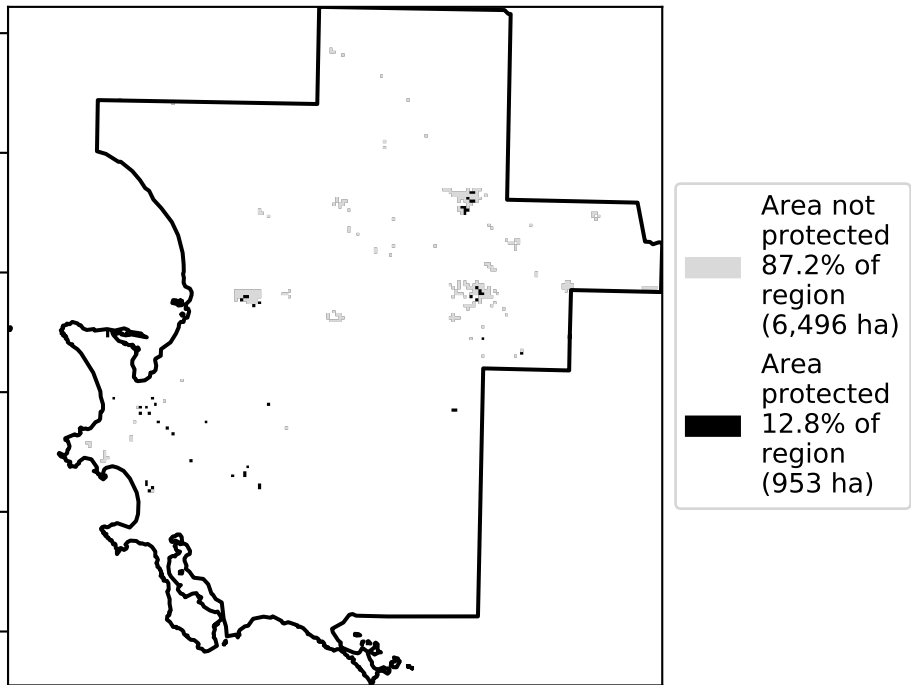 Area not
protected
87.2% of
region
(6,496 ha)
Area
protected
12.8% of
region
(953 ha)